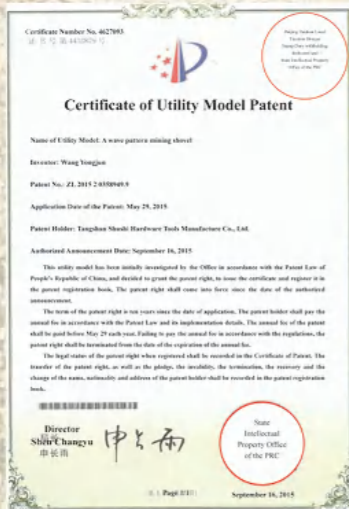 Certificate Number No. 4627093
Certificate of Utility Model Patent
Name of Utility Model: A wave pattern mining shovel
Inventor: Wang Yongjun
Patent No.: ZL 2015 2 0350949.9
Application Date of the Patent: May 29, 2015
Patent Holder: Tangshan Shoshi Hardware Tools Manufacture Co., Ltd.
Authorized Announcement Date: September 16, 2015
This utility model has been initially investigated by the Office in accordance with the Patent Law of
People's Republic of China, and decided to grant the patent right, to issue the certificate and register it in
the patent registration book. The patent right shall come into force since the date of the authorized
announcement.
The term of the patent right is ten years since the date of application. The patent holder shall pay the
annual fee in accordance with the Patent Law and its implementation details. The annual fee of the patent
shall be paid before May 29 each year. Failing to pay the annual fee in accordance with the regulations, the
patent right shall be terminated from the date of the expiration of the annual fee.
The legal status of the patent right when registered shall be recorded in the Certificate of Patent. The
transfer of the patent right, as well as the pledge, the invalidity, the termination, the recovery and the
change of the name, nationality and address of the patent holder shall be recorded in the patent registration
book.
Director
Shen Changyu
申长雨
申长雨
State
Intellectual
Property Office
of the PRC
Page 1/1
September 16, 2015